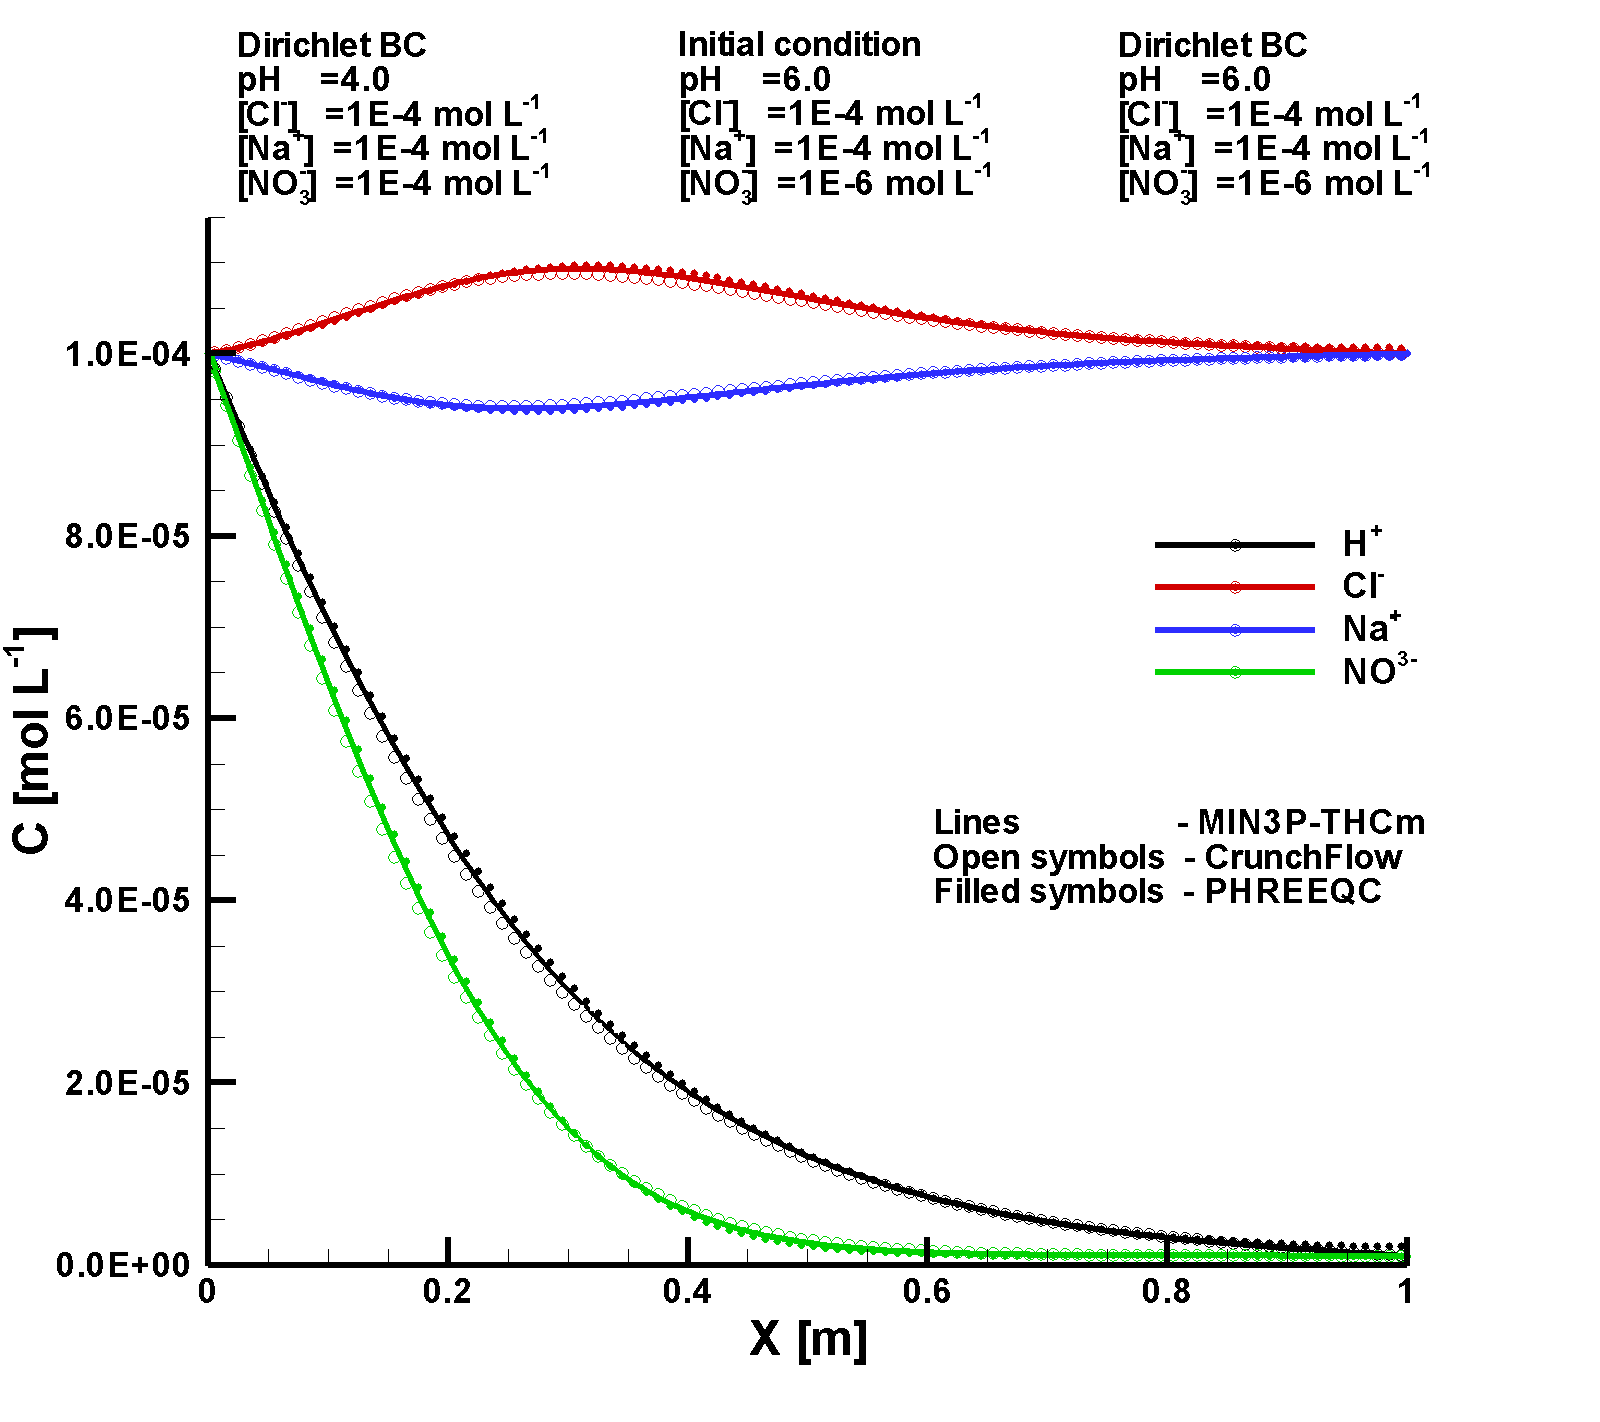 Dirichlet BC
pH =4.0
[Cl⁻] =1E-4 mol L⁻¹
[Na⁺] =1E-4 mol L⁻¹
[NO₃⁻] =1E-4 mol L⁻¹
Initial condition
pH =6.0
[Cl⁻] =1E-4 mol L⁻¹
[Na⁺] =1E-4 mol L⁻¹
[NO₃⁻] =1E-6 mol L⁻¹
Dirichlet BC
pH =6.0
[Cl⁻] =1E-4 mol L⁻¹
[Na⁺] =1E-4 mol L⁻¹
[NO₃⁻] =1E-6 mol L⁻¹
1.0E-04
8.0E-05
6.0E-05
4.0E-05
2.0E-05
0.0E+00
C [mol L⁻¹]
H⁺
Cl⁻
Na⁺
NO³⁻
Lines - MIN3P-THCm
Open symbols - CrunchFlow
Filled symbols - PHREEQC
0 0.2 0.4 0.6 0.8 1
X [m]